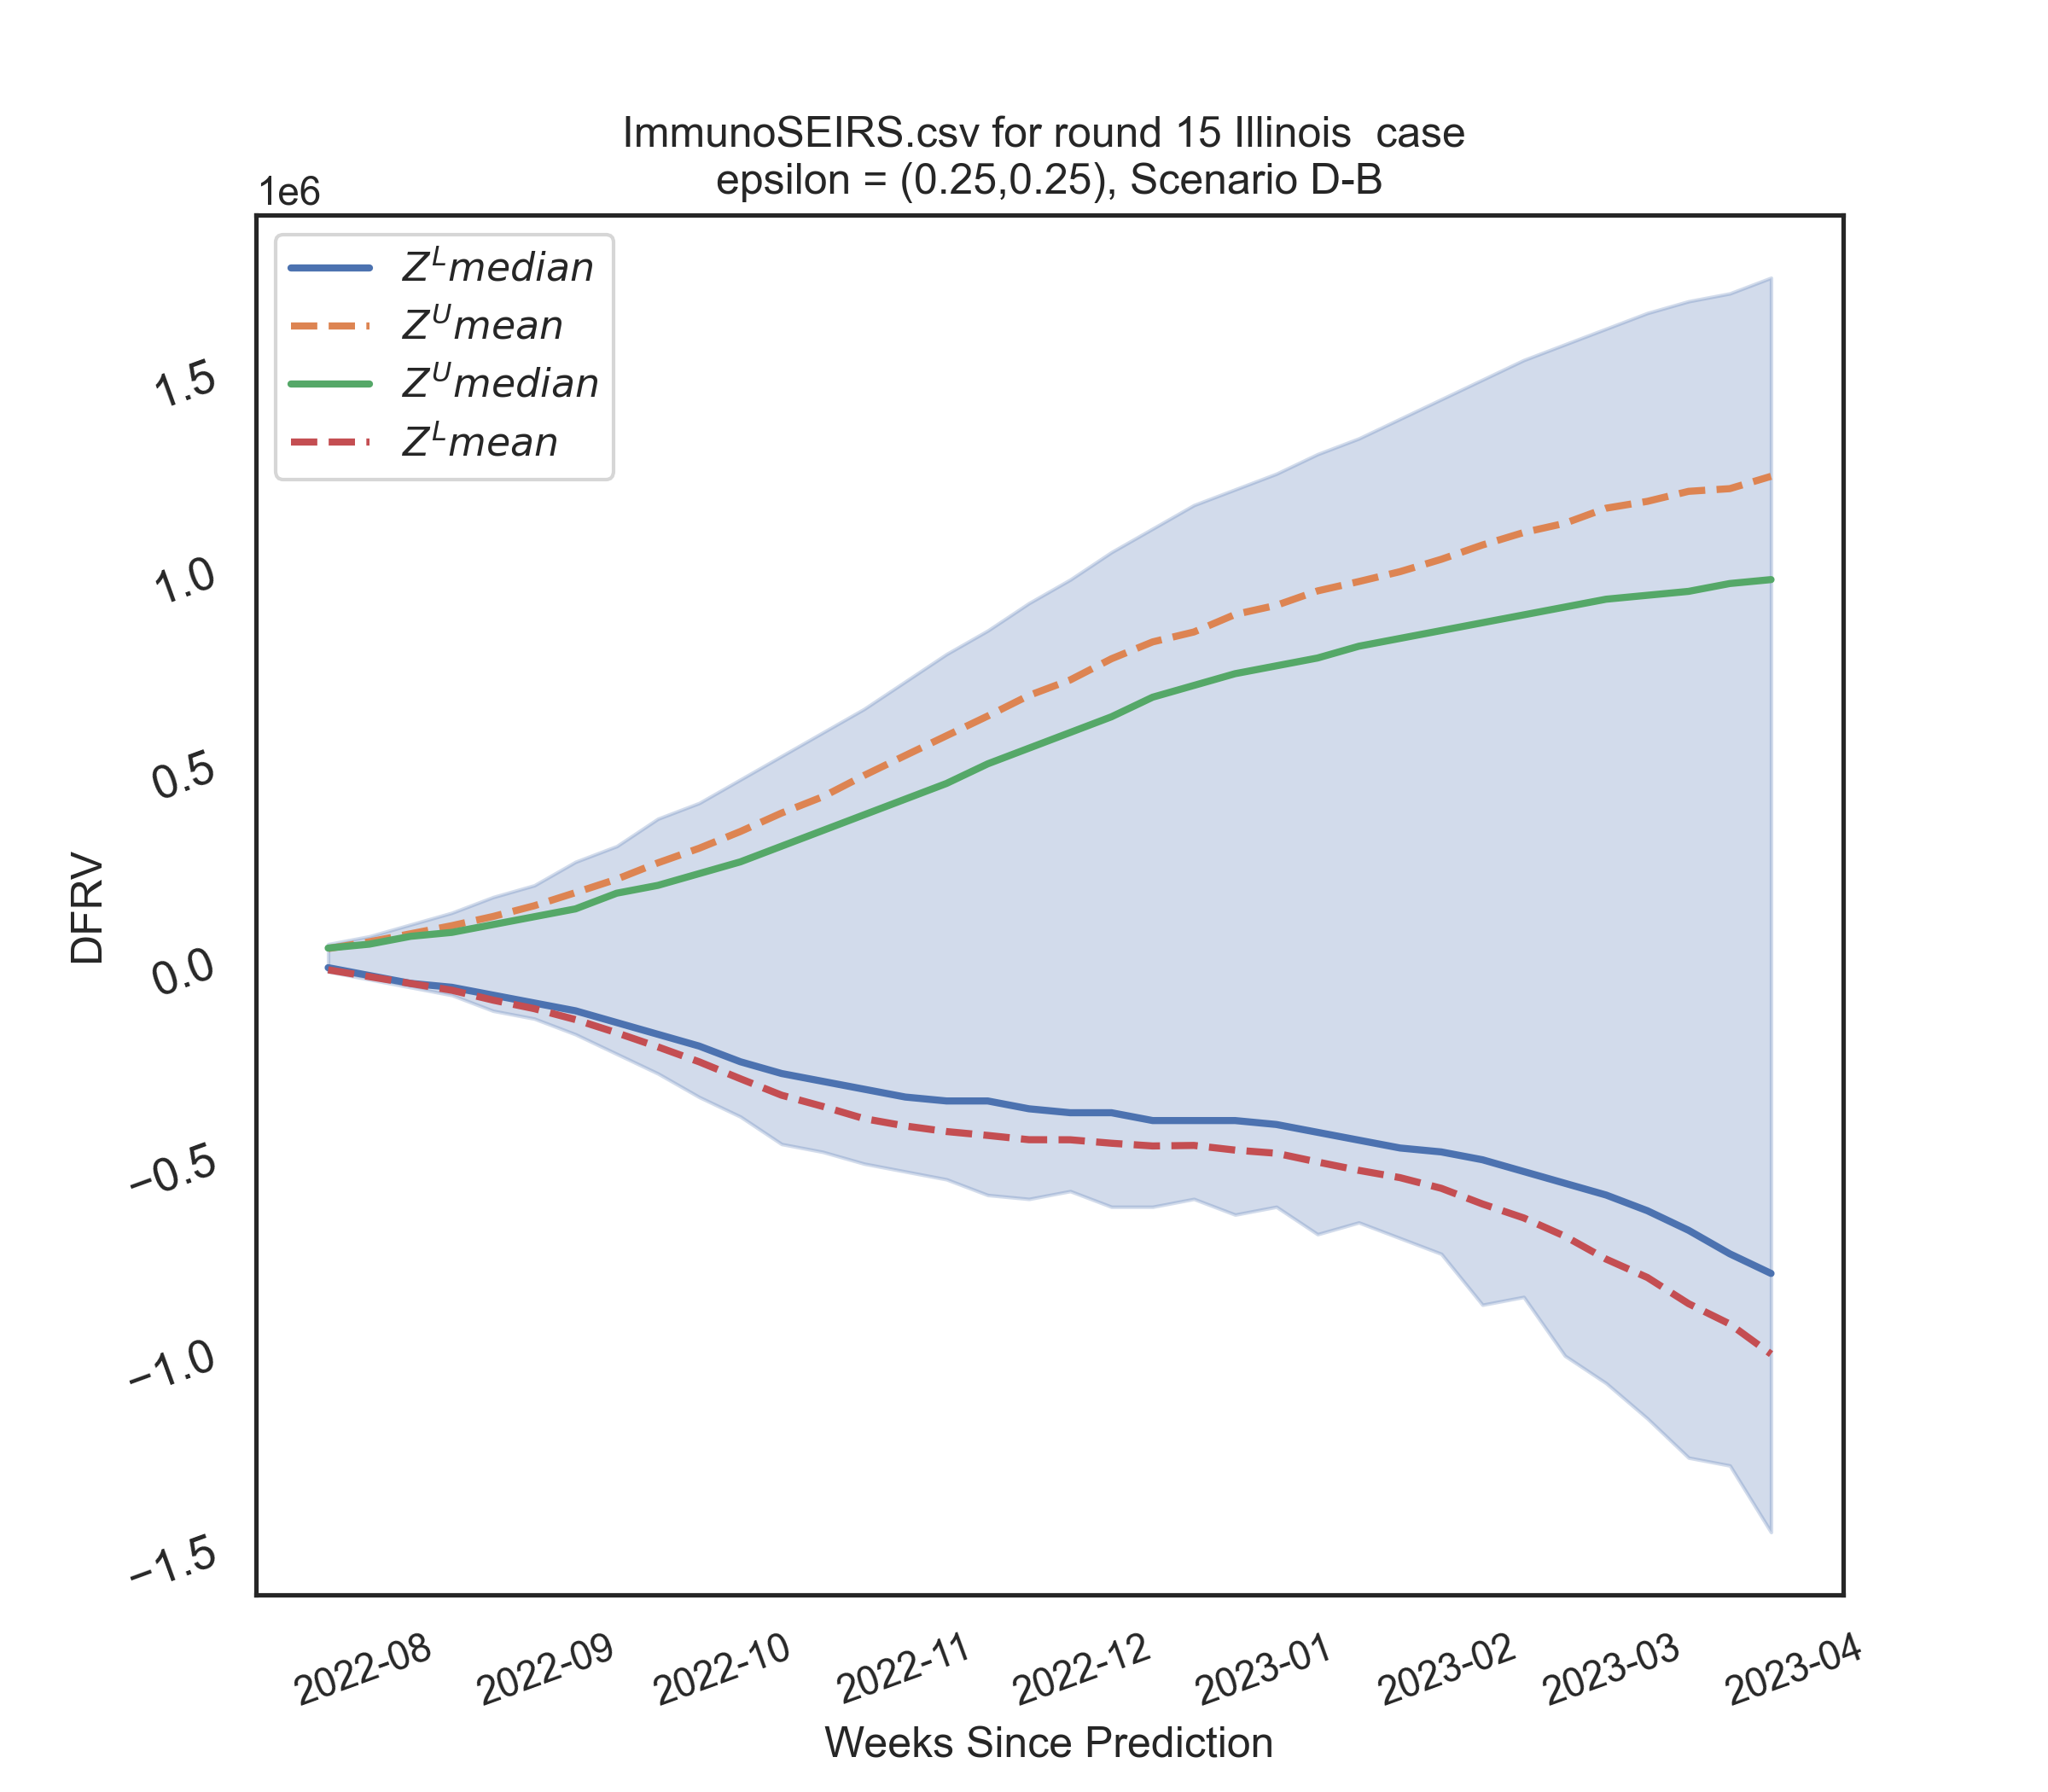 ImmunoSEIRS.csv for round 15 Illinois  case
epsilon = (0.25,0.25), Scenario D-B
1e6
Z^L median
Z^U mean
Z^U median
Z^L mean
1.5
1.0
0.5
0.0
−0.5
−1.0
−1.5
DFRV
2022-08 2022-09 2022-10 2022-11 2022-12 2023-01 2023-02 2023-03 2023-04
Weeks Since Prediction